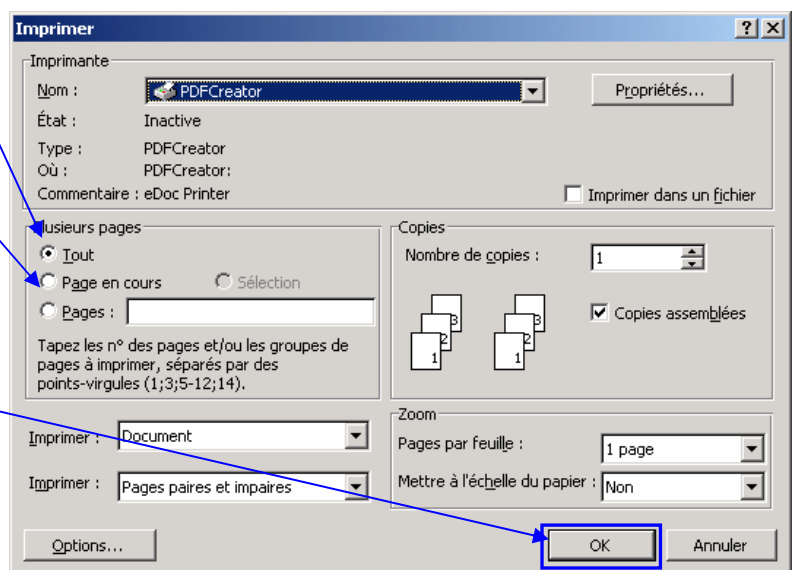 Imprimer
Imprimante
Nom : PDFCreator Propriétés...
État : Inactive
Type : PDFCreator
Où : PDFCreator:
Commentaire : eDoc Printer Imprimer dans un fichier
Plusieurs pages
Tout
Page en cours Sélection
Pages :
Tapez les n° des pages et/ou les groupes de
pages à imprimer, séparés par des
points-virgules (1;3;5-12;14).
Copies
Nombre de copies : 1
3 3
2 2
1 1
Copies assemblées
Imprimer : Document
Imprimer : Pages paires et impaires
Zoom
Pages par feuille : 1 page
Mettre à l'échelle du papier : Non
Options... OK Annuler